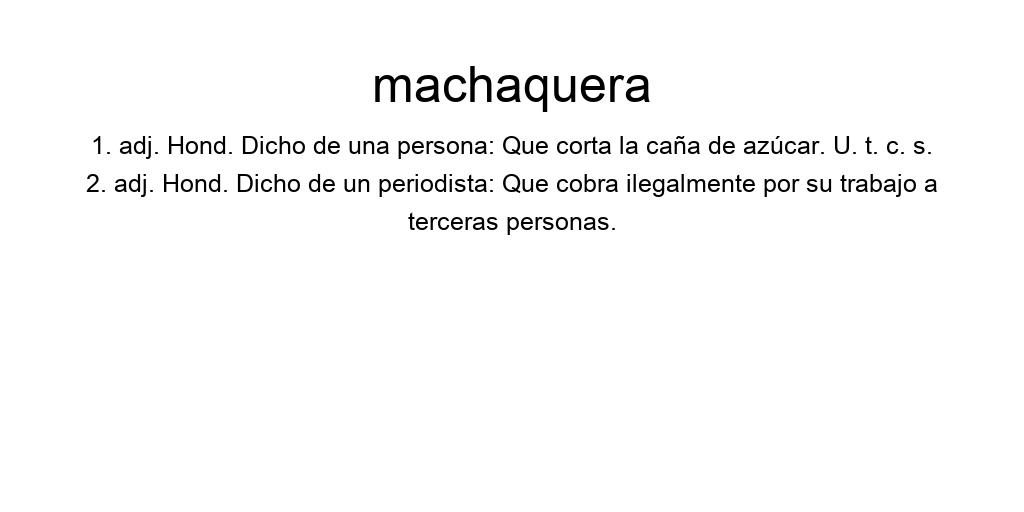 machaquera
1. adj. Hond. Dicho de una persona: Que corta la caña de azúcar. U. t. c. s.
2. adj. Hond. Dicho de un periodista: Que cobra ilegalmente por su trabajo a
terceras personas.